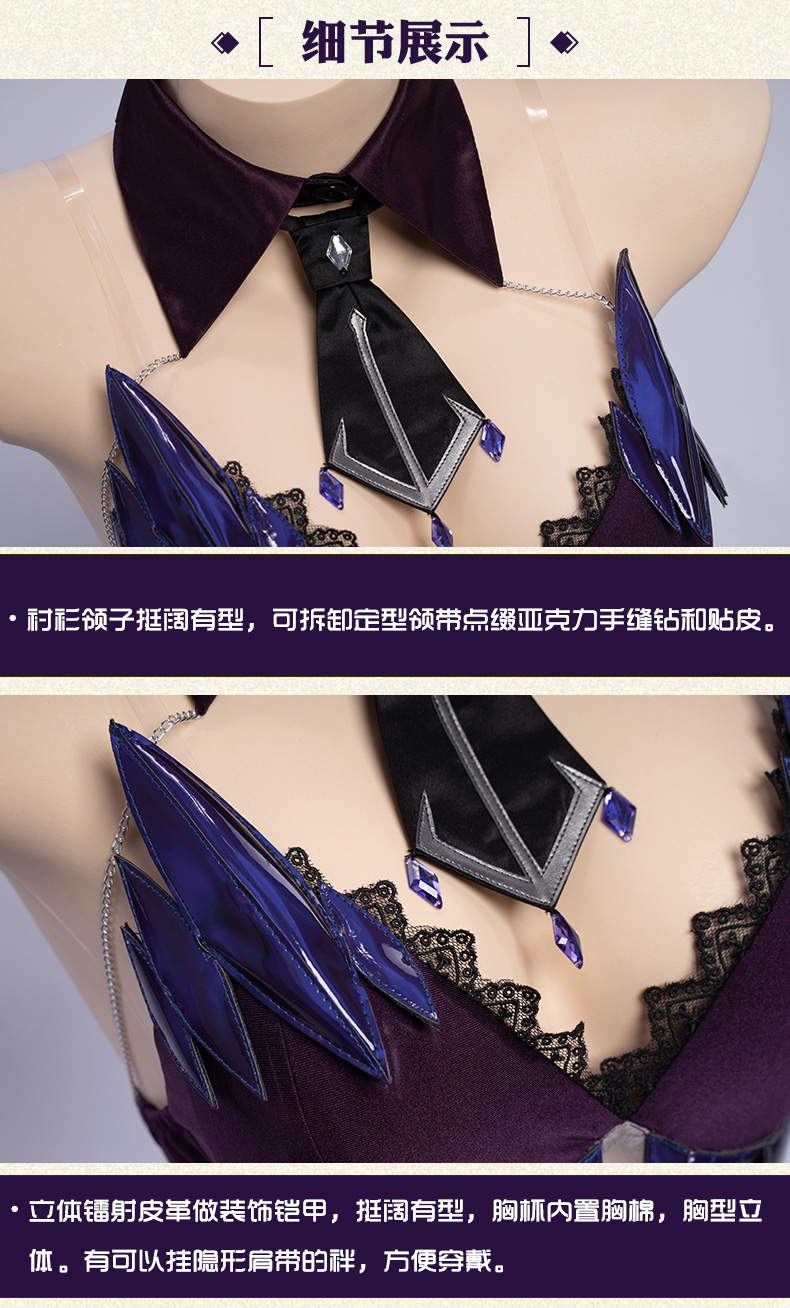 细节展示
·衬衫领子挺阔有型，可拆卸定型领带点缀亚克力手缝钻和贴皮。
·立体镭射皮革做装饰铠甲，挺阔有型，胸杯内置胸棉，胸型立
体。有可以挂隐形肩带的袢，方便穿戴。